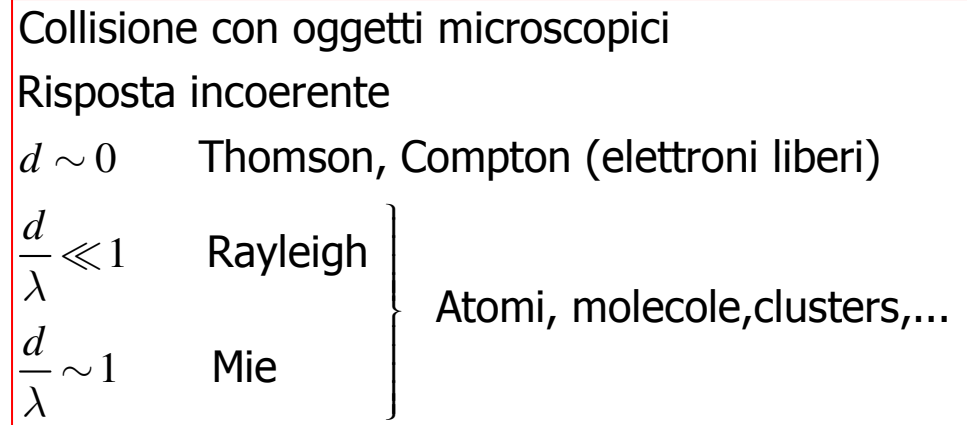 Collisione con oggetti microscopici
Risposta incoerente
d ∼ 0 Thomson, Compton (elettroni liberi)
d/λ ≪ 1 Rayleigh
Atomi, molecole,clusters,...
d/λ ∼ 1 Mie